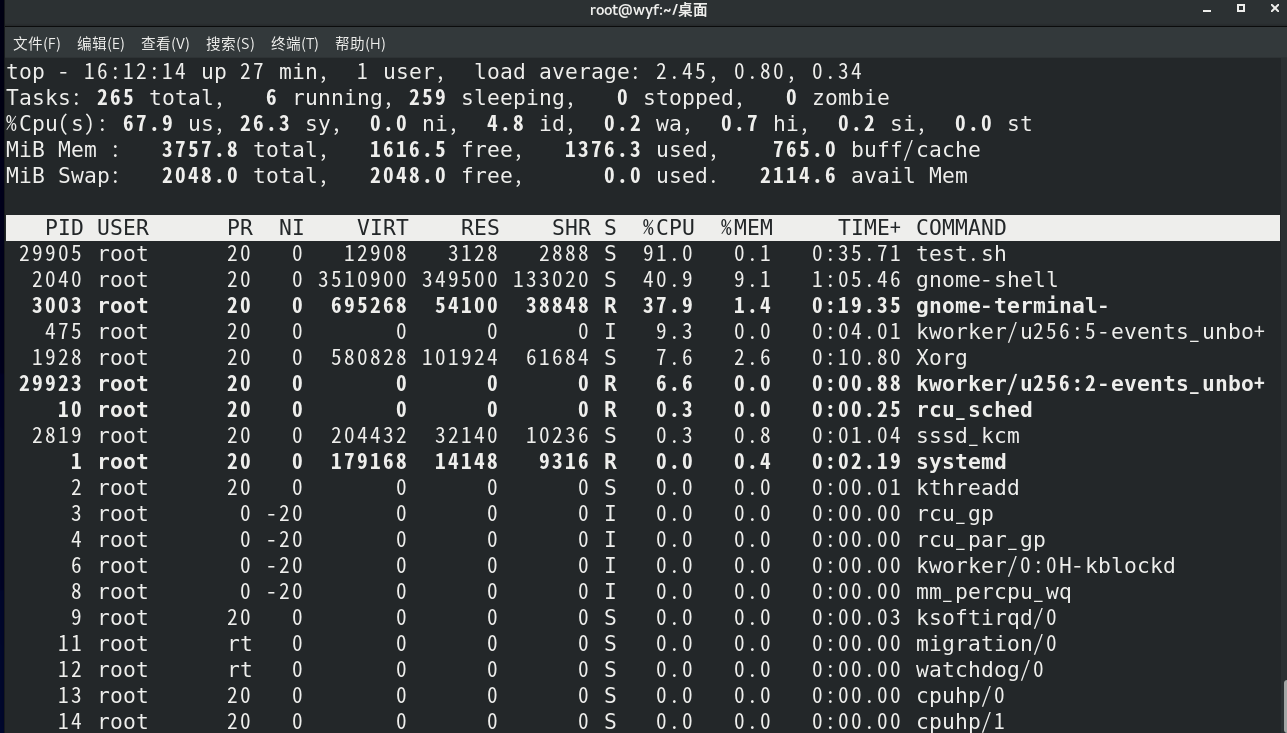 root@wyf:~/桌面
文件(F) 编辑(E) 查看(V) 搜索(S) 终端(T) 帮助(H)
top - 16:12:14 up 27 min,  1 user,  load average: 2.45, 0.80, 0.34
Tasks: 265 total,   6 running, 259 sleeping,   0 stopped,   0 zombie
%Cpu(s): 67.9 us, 26.3 sy,  0.0 ni,  4.8 id,  0.2 wa,  0.7 hi,  0.2 si,  0.0 st
MiB Mem :   3757.8 total,   1616.5 free,   1376.3 used,    765.0 buff/cache
MiB Swap:   2048.0 total,   2048.0 free,      0.0 used.   2114.6 avail Mem
PID USER      PR  NI    VIRT    RES    SHR S  %CPU  %MEM     TIME+ COMMAND
29905 root      20   0   12908   3128   2888 S  91.0   0.1   0:35.71 test.sh
2040 root      20   0 3510900 349500 133020 S  40.9   9.1   1:05.46 gnome-shell
3003 root      20   0  695268  54100  38848 R  37.9   1.4   0:19.35 gnome-terminal-
475 root      20   0       0      0      0 I   9.3   0.0   0:04.01 kworker/u256:5-events_unbo+
1928 root      20   0  580828 101924  61684 S   7.6   2.6   0:10.80 Xorg
29923 root      20   0       0      0      0 R   6.6   0.0   0:00.88 kworker/u256:2-events_unbo+
10 root      20   0       0      0      0 R   0.3   0.0   0:00.25 rcu_sched
2819 root      20   0  204432  32140  10236 S   0.3   0.8   0:01.04 sssd_kcm
1 root      20   0  179168  14148   9316 R   0.0   0.4   0:02.19 systemd
2 root      20   0       0      0      0 S   0.0   0.0   0:00.01 kthreadd
3 root       0 -20       0      0      0 I   0.0   0.0   0:00.00 rcu_gp
4 root       0 -20       0      0      0 I   0.0   0.0   0:00.00 rcu_par_gp
6 root       0 -20       0      0      0 I   0.0   0.0   0:00.00 kworker/0:0H-kblockd
8 root       0 -20       0      0      0 I   0.0   0.0   0:00.00 mm_percpu_wq
9 root      20   0       0      0      0 S   0.0   0.0   0:00.03 ksoftirqd/0
11 root      rt   0       0      0      0 S   0.0   0.0   0:00.00 migration/0
12 root      rt   0       0      0      0 S   0.0   0.0   0:00.00 watchdog/0
13 root      20   0       0      0      0 S   0.0   0.0   0:00.00 cpuhp/0
14 root      20   0       0      0      0 S   0.0   0.0   0:00.00 cpuhp/1